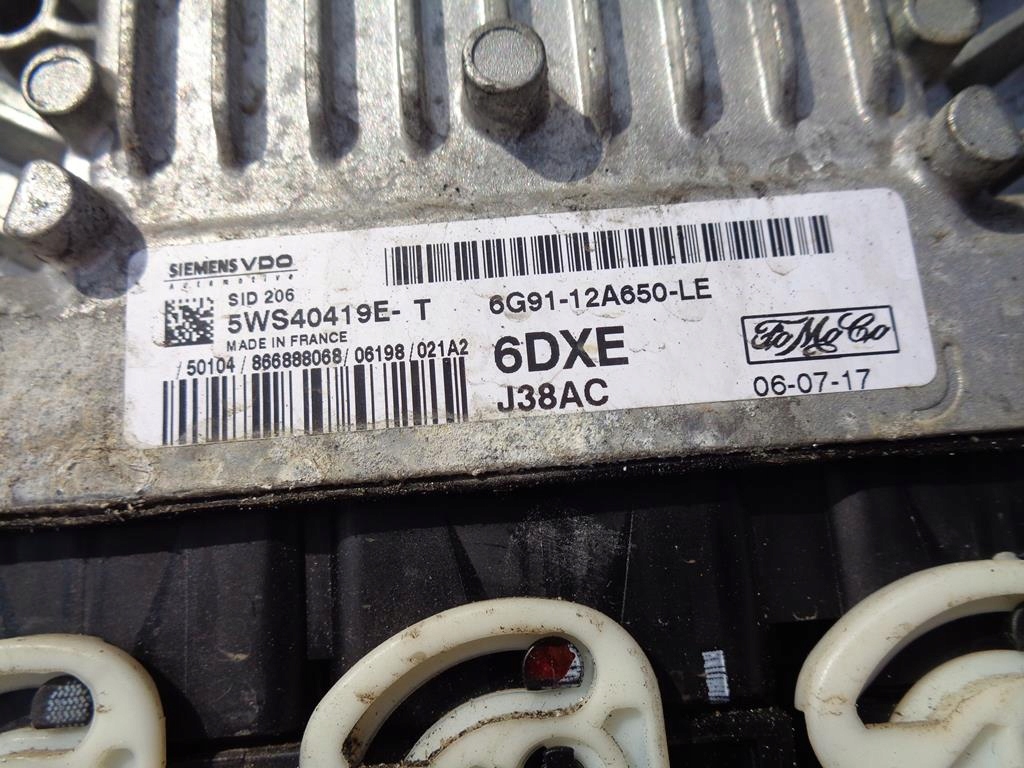 SIEMENS VDO
Automotive
SID 206
5WS40419E- T
MADE IN FRANCE
/ 50104 / 866888068 / 06198 / 021A2
6G91-12A650-LE
6DXE
J38AC
FoMoCo
06-07-17